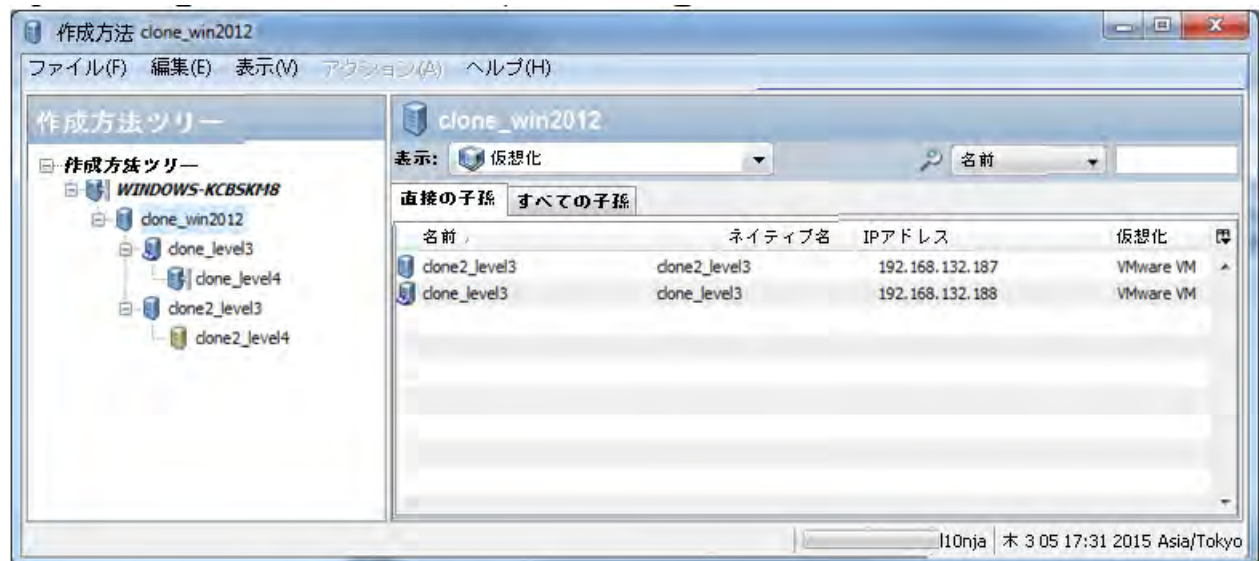 作成方法 clone_win2012
ファイル(F) 編集(E) 表示(V) アクション(A) ヘルプ(H)
作成方法ツリー
作成方法ツリー
WINDOWS-KCBSKM8
clone_win2012
clone_level3
clone_level4
clone2_level3
clone2_level4
clone_win2012
表示: 仮想化 名前
直接の子孫 すべての子孫
名前 ネイティブ名 IPアドレス 仮想化
clone2_level3 clone2_level3 192.168.132.187 VMware VM
clone_level3 clone_level3 192.168.132.188 VMware VM
l10nja 木 3 05 17:31 2015 Asia/Tokyo